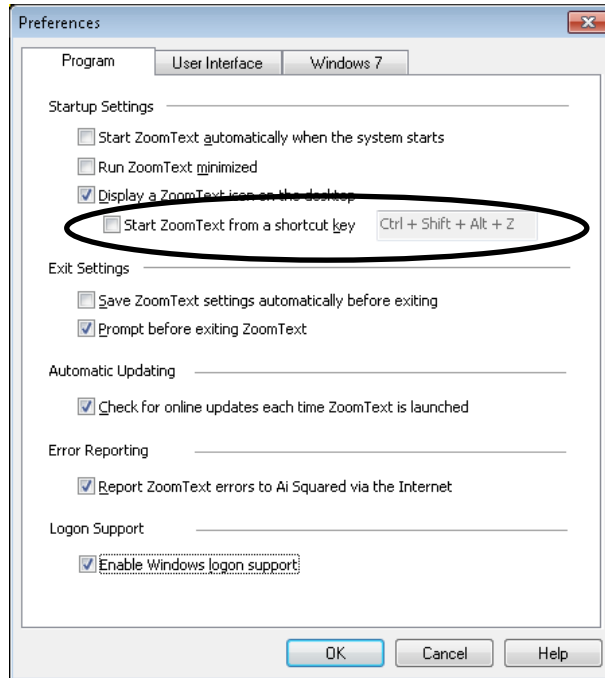 Preferences
Program User Interface Windows 7
Startup Settings
Start ZoomText automatically when the system starts
Run ZoomText minimized
Display a ZoomText icon on the desktop
Start ZoomText from a shortcut key Ctrl + Shift + Alt + Z
Exit Settings
Save ZoomText settings automatically before exiting
Prompt before exiting ZoomText
Automatic Updating
Check for online updates each time ZoomText is launched
Error Reporting
Report ZoomText errors to Ai Squared via the Internet
Logon Support
Enable Windows logon support
OK Cancel Help